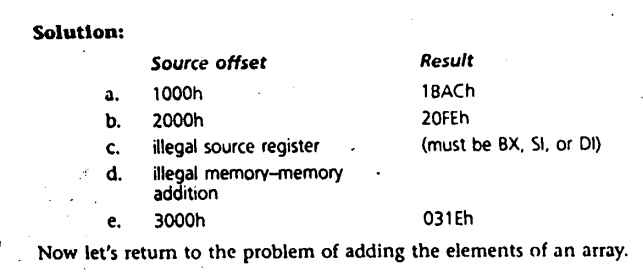 Solution:
Source offset Result
a. 1000h 1BACh
b. 2000h 20FEh
c. illegal source register (must be BX, SI, or DI)
d. illegal memory–memory
addition
e. 3000h 031Eh
Now let's return to the problem of adding the elements of an array.